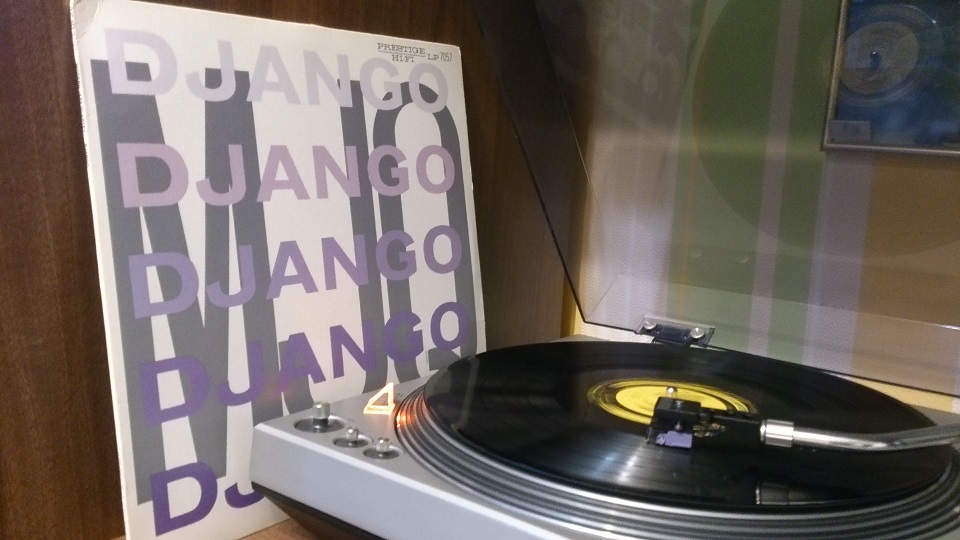 PRESTIGE
HI-FI LP 7057
DJANGO
DJANGO
DJANGO
DJANGO
DJ
MJQ